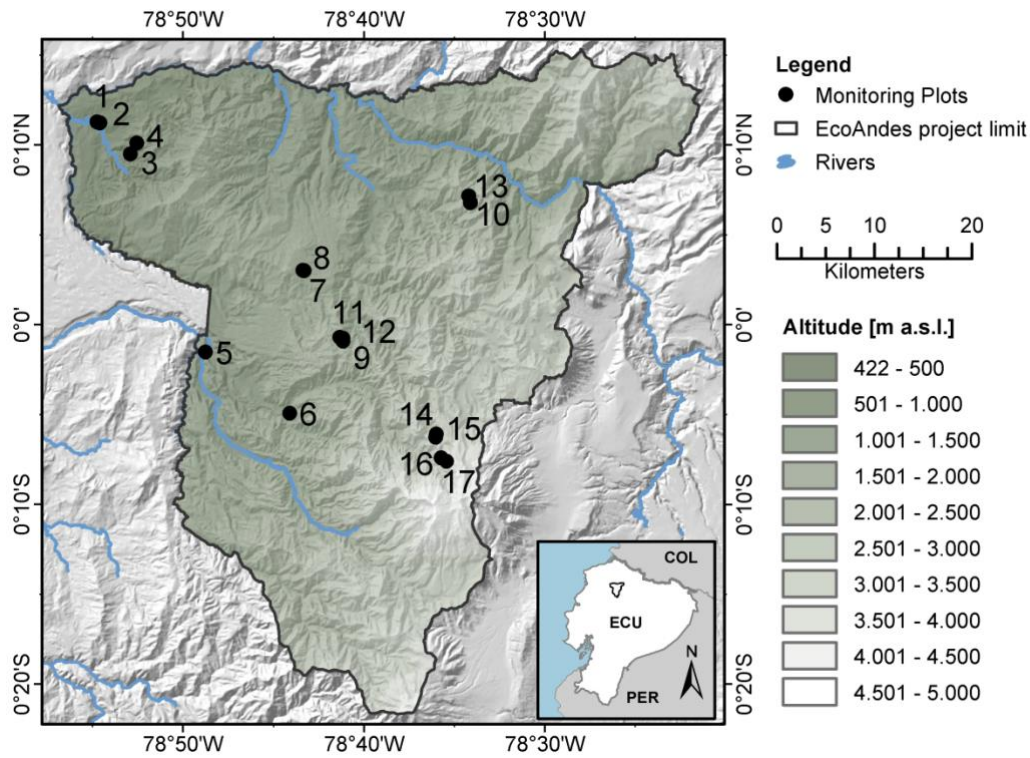 78°50'W 78°40'W 78°30'W
Legend
Monitoring Plots
EcoAndes project limit
Rivers
0 5 10 20
Kilometers
Altitude [m a.s.l.]
422 - 500
501 - 1.000
1.001 - 1.500
1.501 - 2.000
2.001 - 2.500
2.501 - 3.000
3.001 - 3.500
3.501 - 4.000
4.001 - 4.500
4.501 - 5.000
0°10'N
0°0'
0°10'S
0°20'S
1
2
4
3
13
10
8
7
11
12
9
5
6
14
15
16
17
COL
ECU
N
PER
0°10'N
0°0'
0°10'S
0°20'S
78°50'W 78°40'W 78°30'W